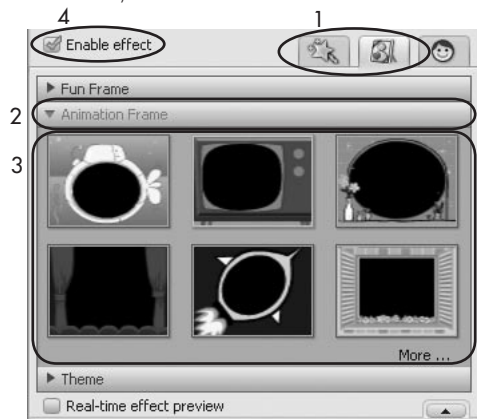 4
1
Enable effect
Fun Frame
2
Animation Frame
3
More ...
Theme
Real-time effect preview